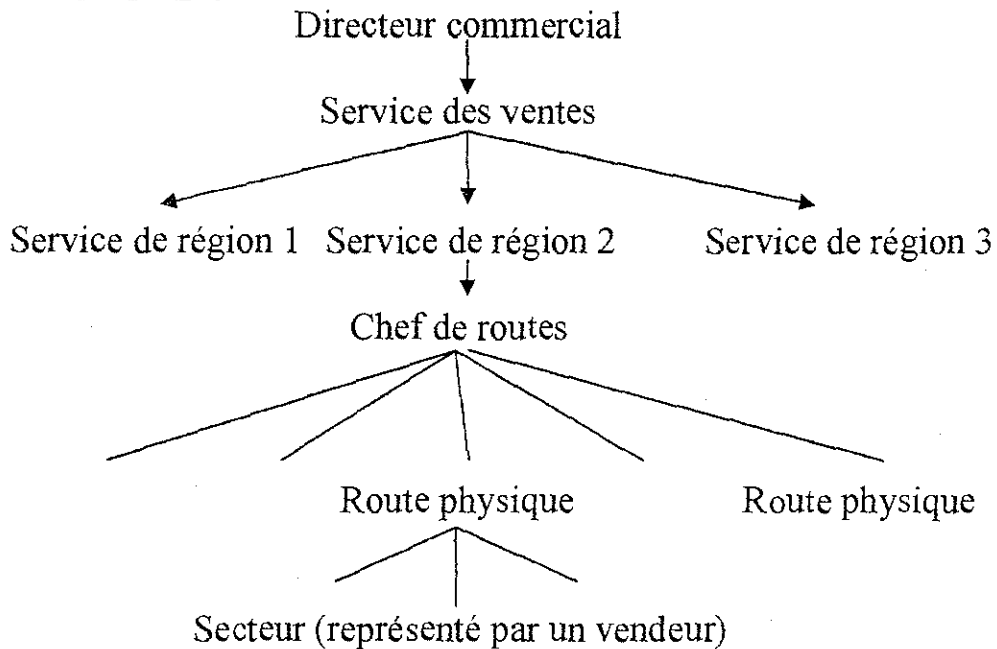 Directeur commercial
Service des ventes
Service de région 1 Service de région 2 Service de région 3
Chef de routes
Route physique Route physique
Secteur (représenté par un vendeur)